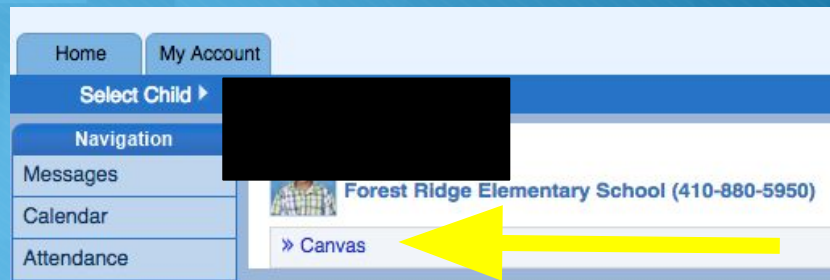 Home
My Account
Select Child
Navigation
Messages
Calendar
Attendance
Forest Ridge Elementary School (410-880-5950)
» Canvas